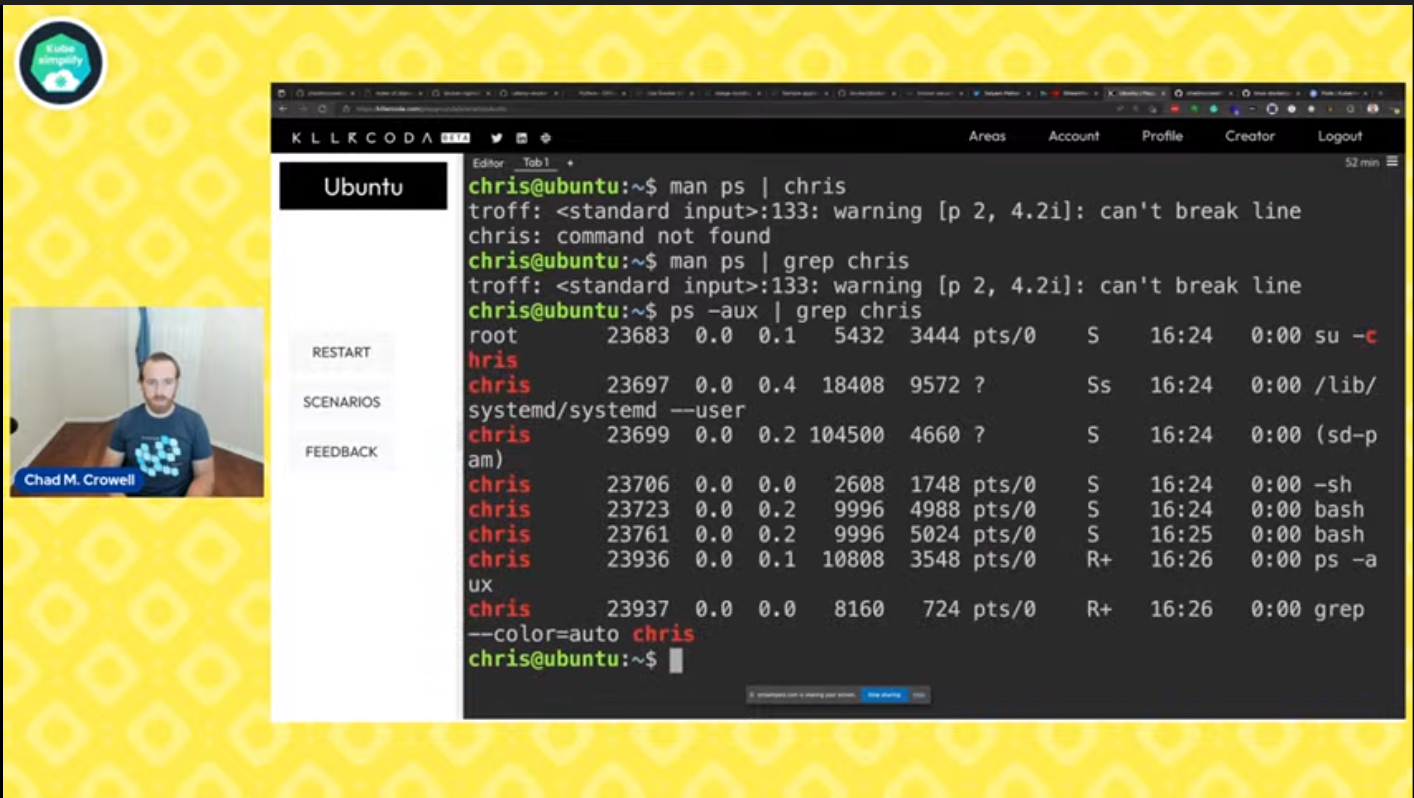 Kube
simplify
KLLRCODA BETA
Areas Account Profile Creator Logout
Ubuntu
Editor Tab 1 +
52 min
chris@ubuntu:~$ man ps | chris
troff: <standard input>:133: warning [p 2, 4.2i]: can't break line
chris: command not found
chris@ubuntu:~$ man ps | grep chris
troff: <standard input>:133: warning [p 2, 4.2i]: can't break line
chris@ubuntu:~$ ps -aux | grep chris
root 23683 0.0 0.1 5432 3444 pts/0 S 16:24 0:00 su -c
hris
chris 23697 0.0 0.4 18408 9572 ? Ss 16:24 0:00 /lib/
systemd/systemd --user
chris 23699 0.0 0.2 104500 4660 ? S 16:24 0:00 (sd-p
am)
chris 23706 0.0 0.0 2608 1748 pts/0 S 16:24 0:00 -sh
chris 23723 0.0 0.2 9996 4988 pts/0 S 16:24 0:00 bash
chris 23761 0.0 0.2 9996 5024 pts/0 S 16:25 0:00 bash
chris 23936 0.0 0.1 10808 3548 pts/0 R+ 16:26 0:00 ps -a
ux
chris 23937 0.0 0.0 8160 724 pts/0 R+ 16:26 0:00 grep
--color=auto chris
chris@ubuntu:~$
RESTART
SCENARIOS
FEEDBACK
Chad M. Crowell
Stop sharing